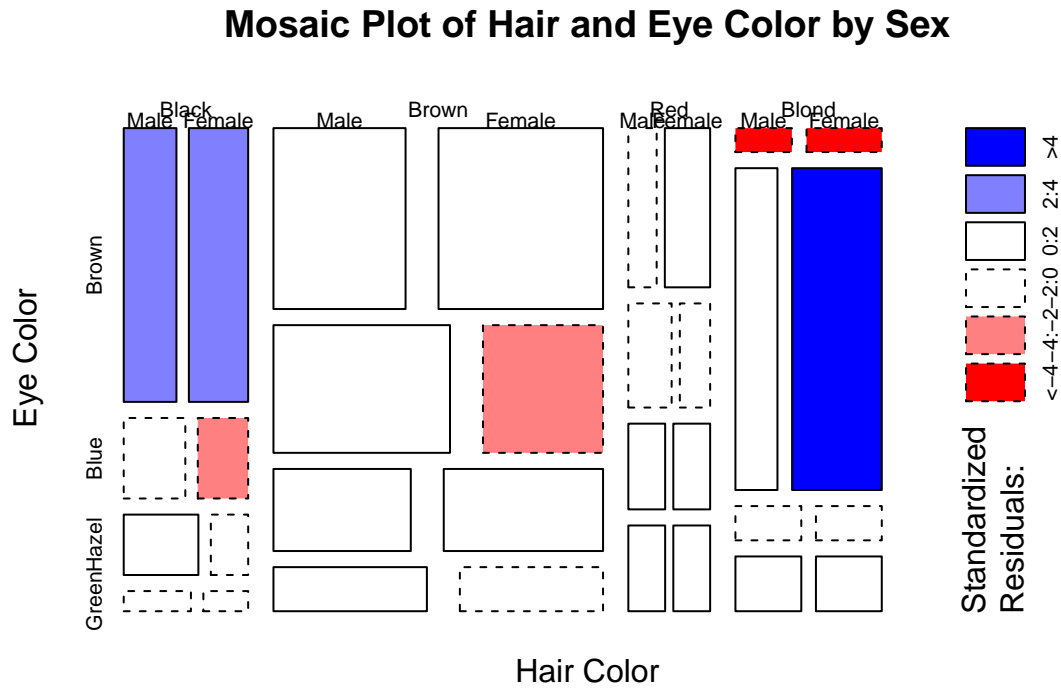 Mosaic Plot of Hair and Eye Color by Sex
Black Brown Red Blond
Male Female Male Female Male Female Male Female
Brown
Blue
Hazel
Green
Eye Color
Hair Color
Standardized
Residuals:
<−4
−4:−2
−2:0
0:2
2:4
>4